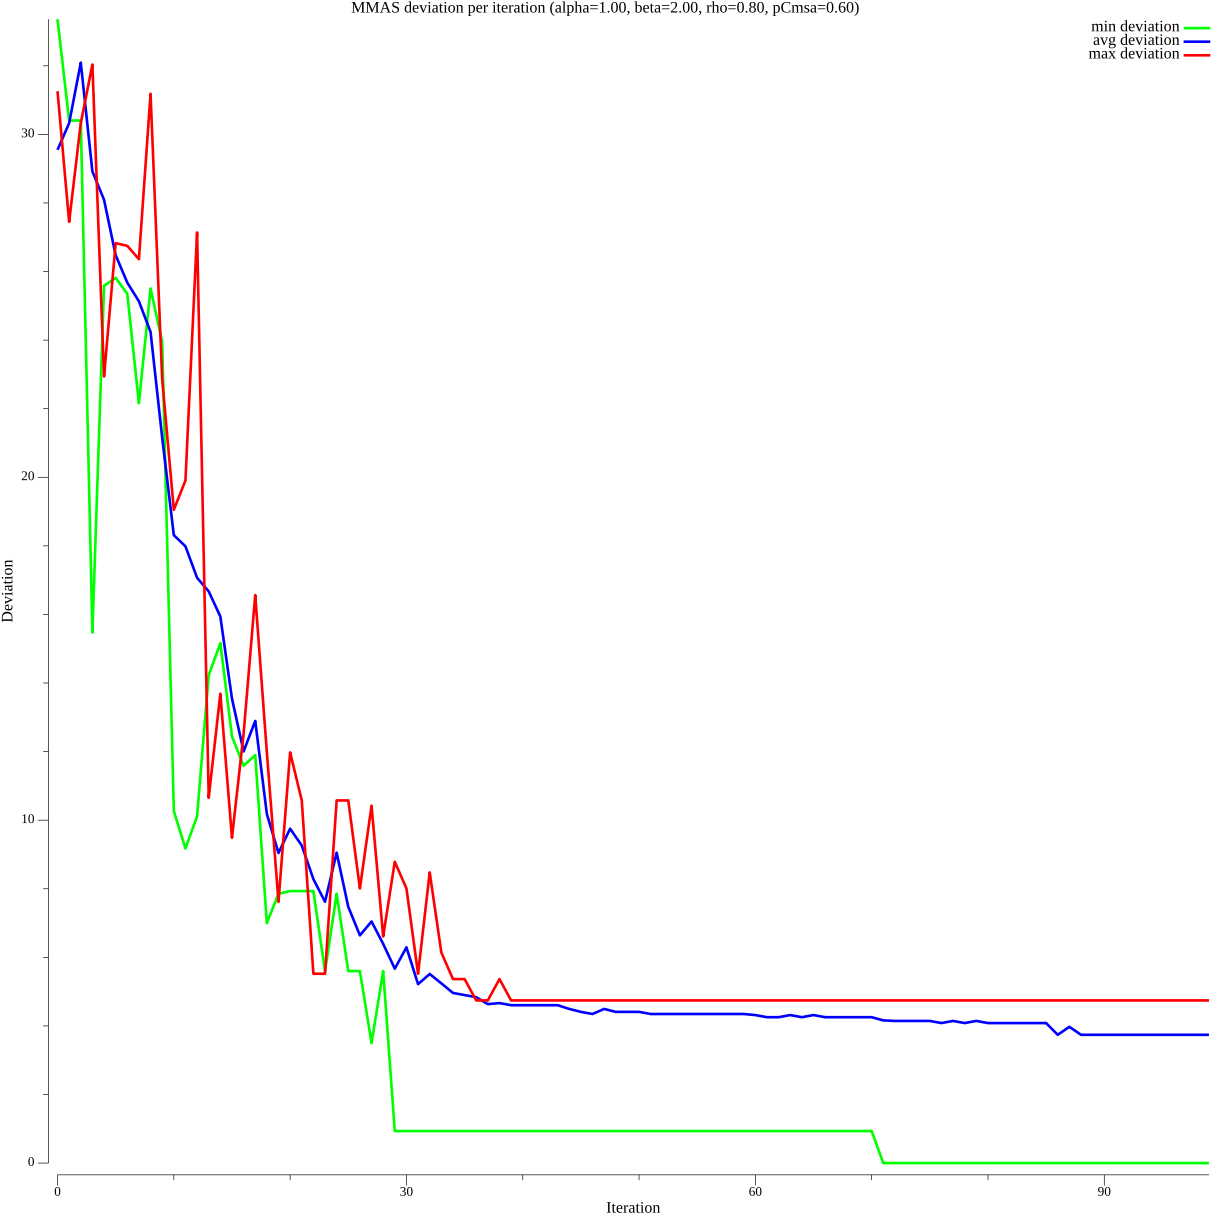 MMAS deviation per iteration (alpha=1.00, beta=2.00, rho=0.80, pCmsa=0.60)
min deviation
avg deviation
max deviation
30
20
10
0
Deviation
0 30 60 90
Iteration